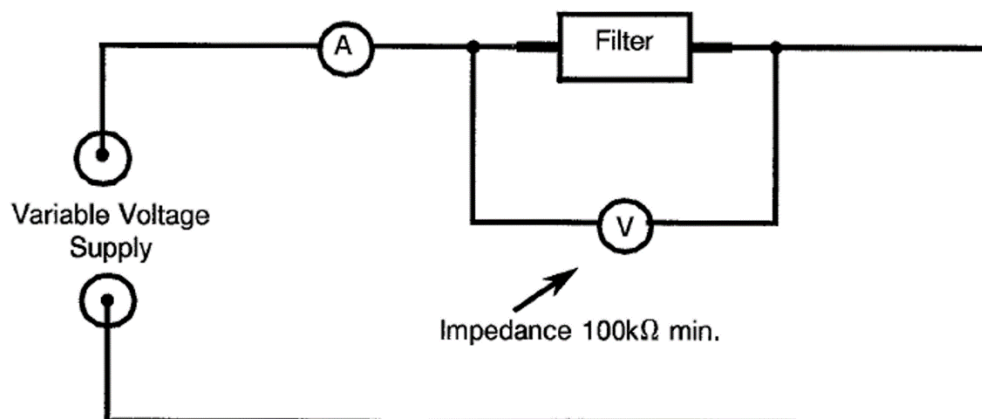 A
Filter
Variable Voltage
Supply
V
Impedance 100kΩ min.